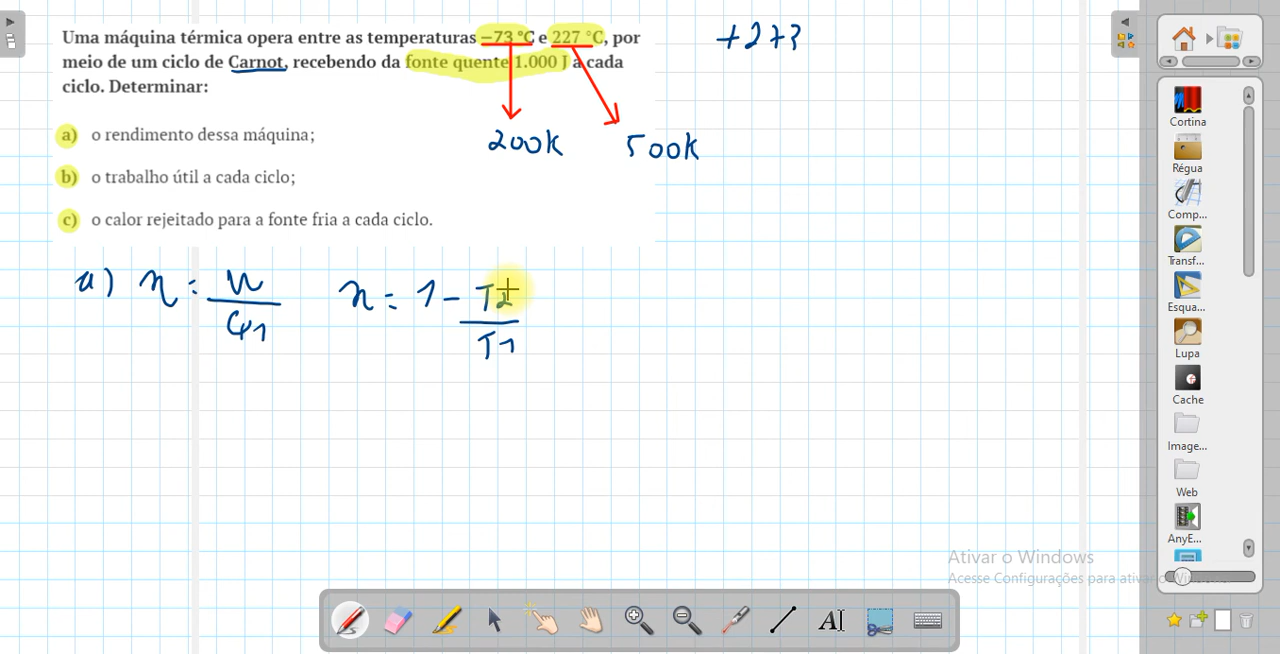 Uma máquina térmica opera entre as temperaturas −73 °C e 227 °C, por
meio de um ciclo de Carnot, recebendo da fonte quente 1.000 J a cada
ciclo. Determinar:
+273
200K 500K
a) o rendimento dessa máquina;
b) o trabalho útil a cada ciclo;
c) o calor rejeitado para a fonte fria a cada ciclo.
a) η = W / Q1 η = 1 - T2 / T1
Cortina
Régua
Comp...
Transf...
Esqua...
Lupa
Cache
Image...
Web
AnyE...
Ativar o Windows
Acesse Configurações para ativar o Windows.